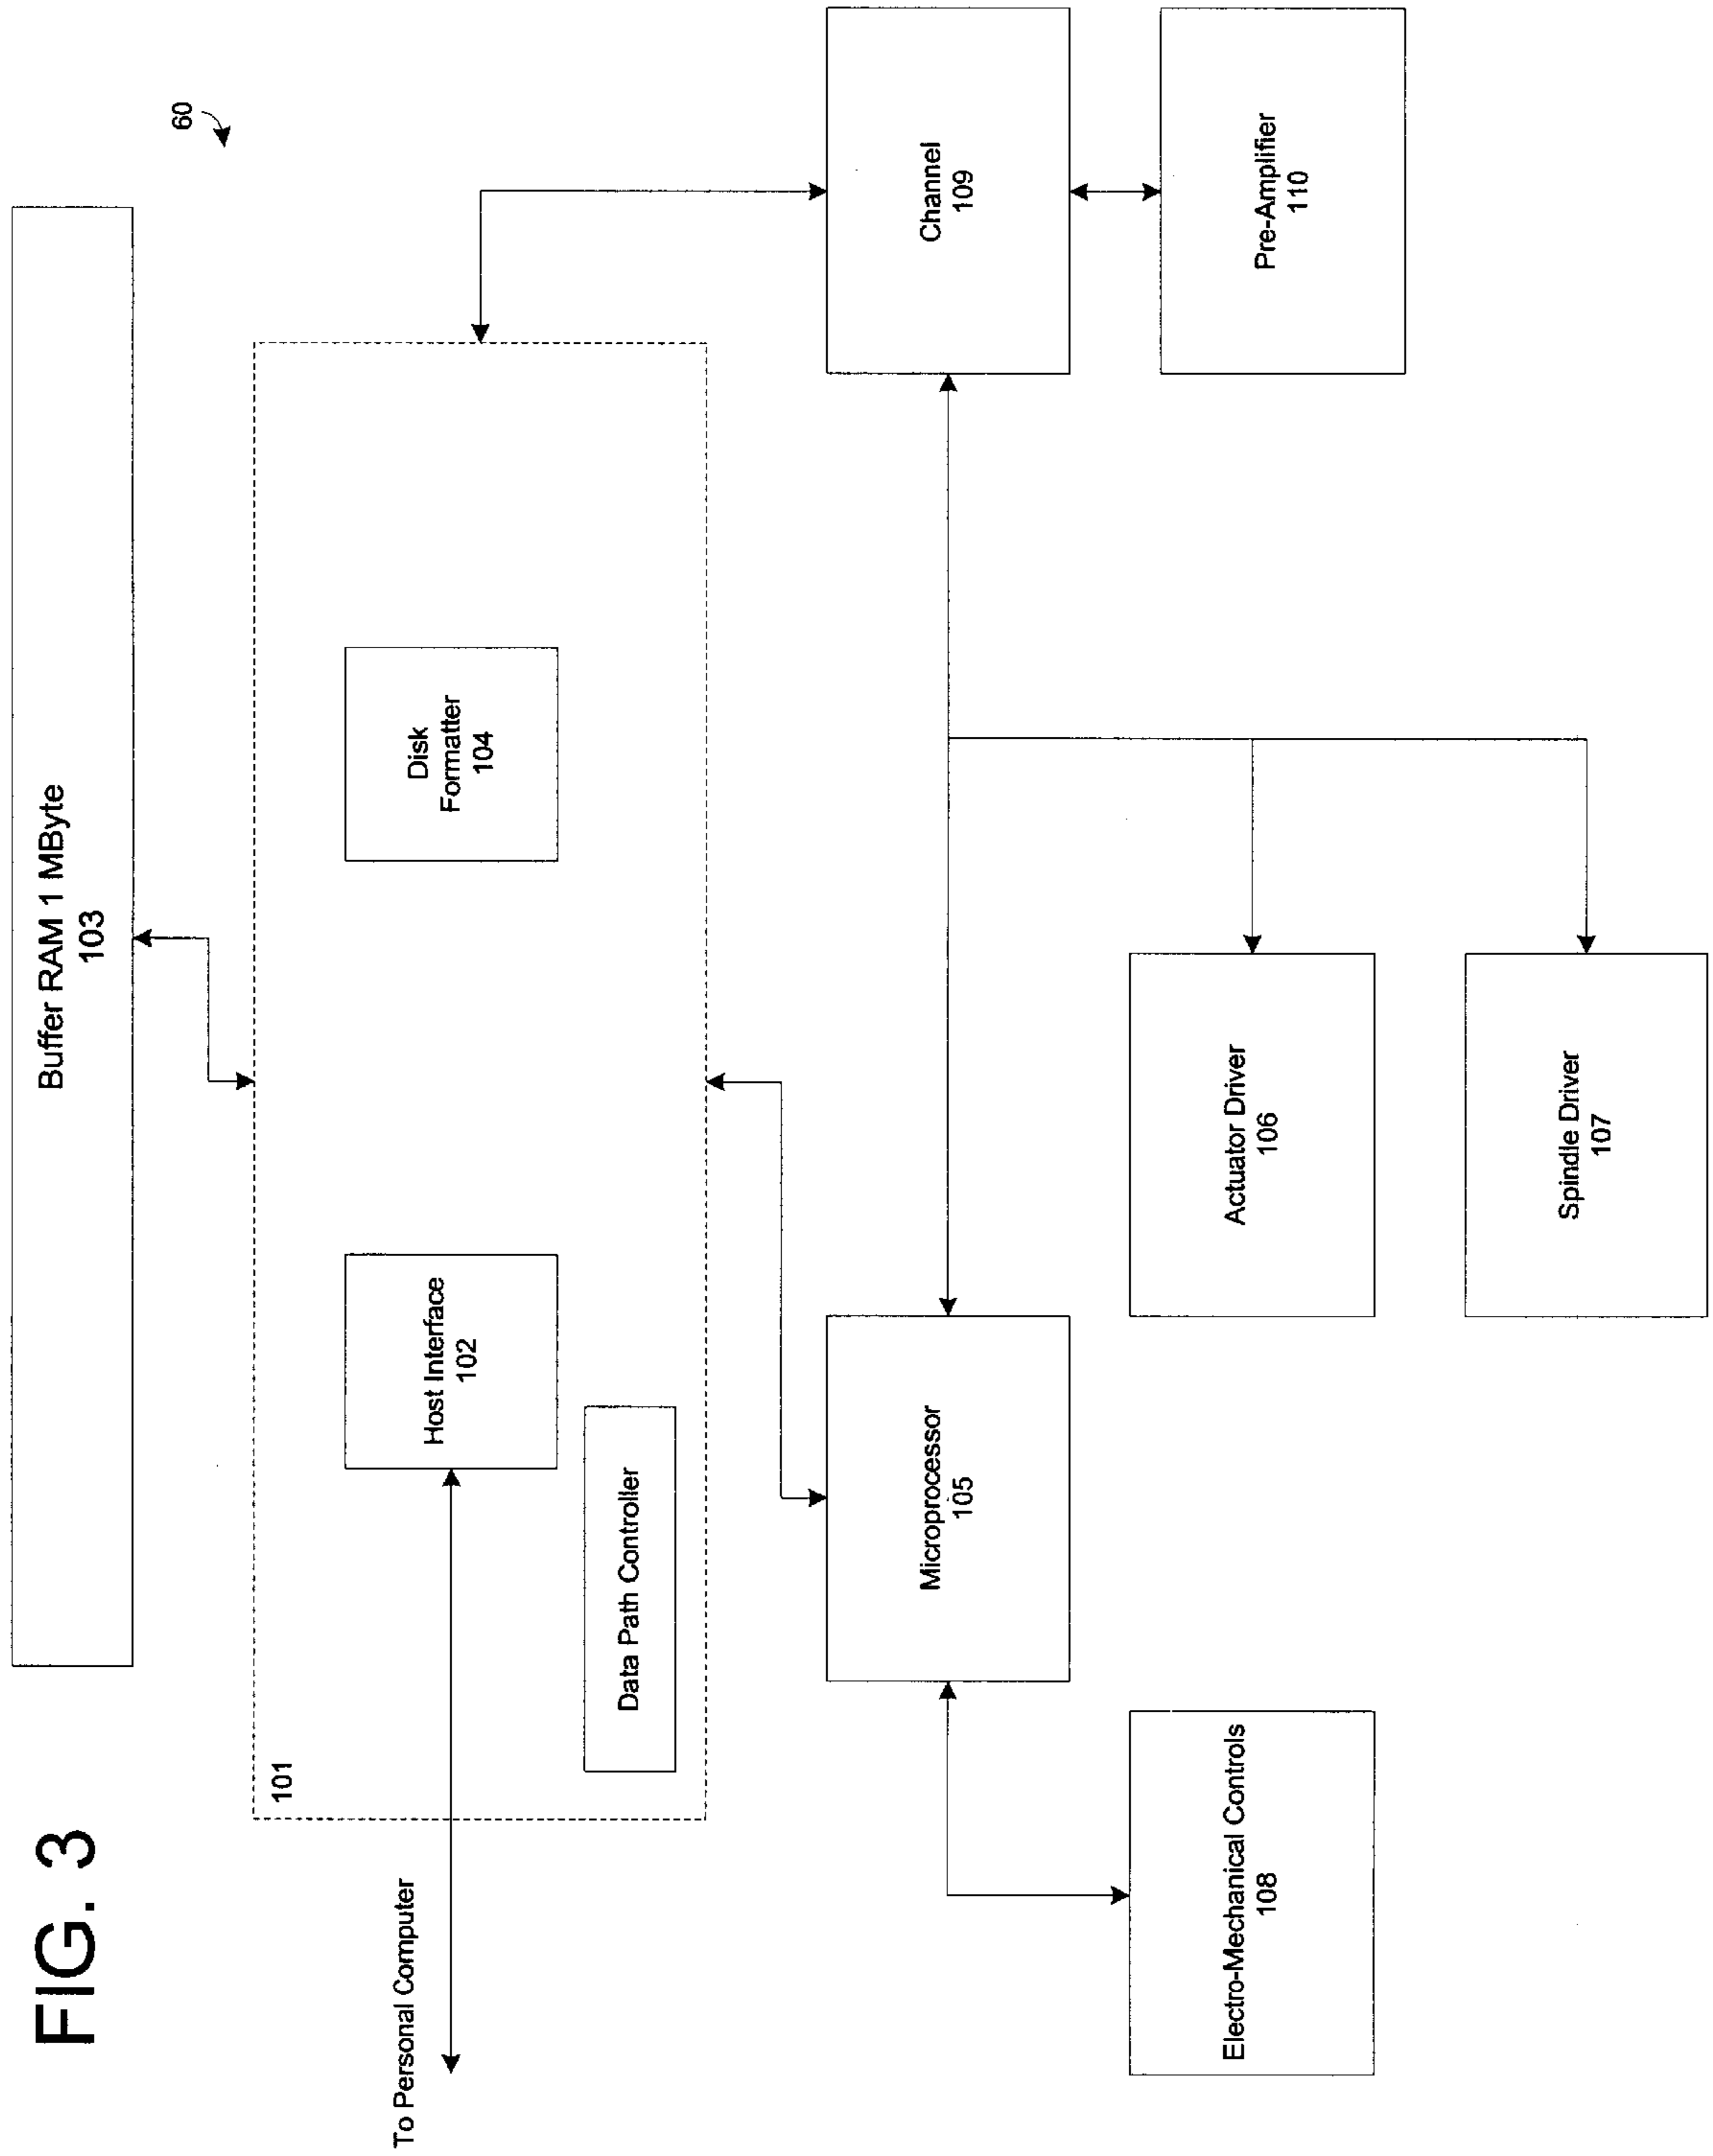 FIG. 3
Buffer RAM 1 MByte
103
60
101
To Personal Computer
Host Interface
102
Disk
Formatter
104
Data Path Controller
Microprocessor
105
Channel
109
Electro-Mechanical Controls
108
Actuator Driver
106
Pre-Amplifier
110
Spindle Driver
107